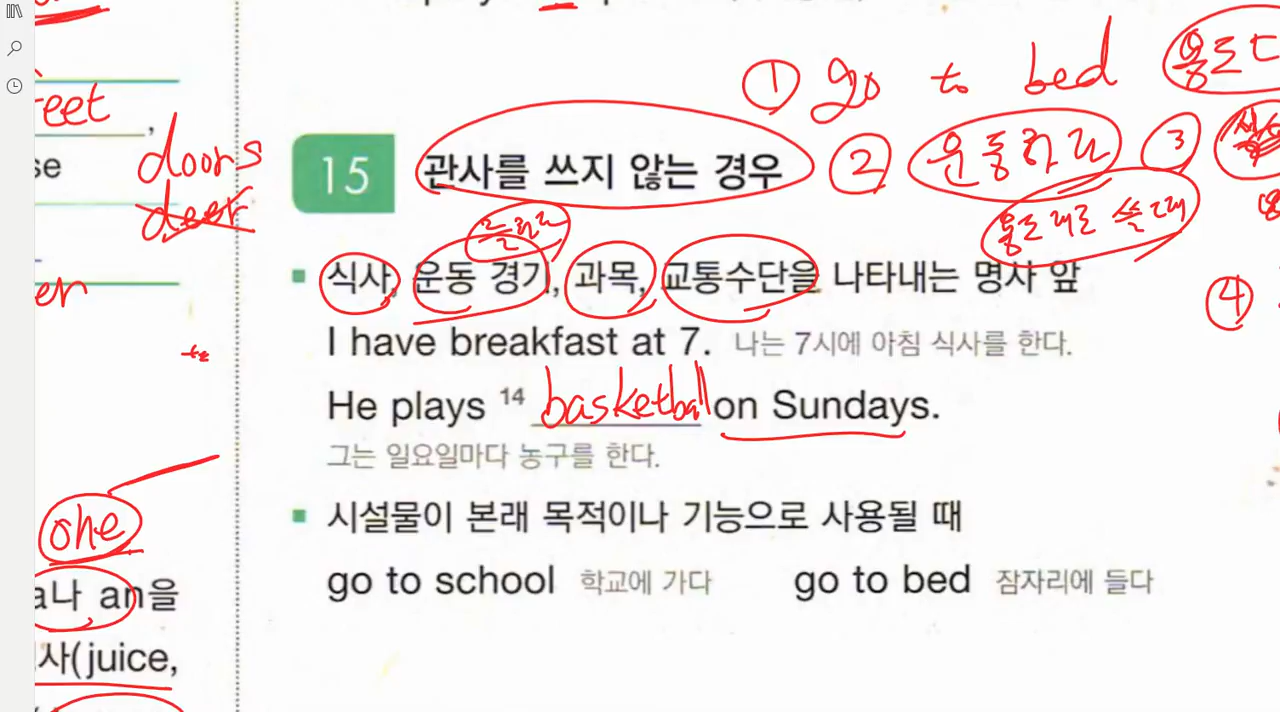 ① go to bed
reet
,
se
doors
deer
er
15 관사를 쓰지 않는 경우
② 운동하라 ③
용도대로 쓸 때
식사, 운동 경기, 과목, 교통수단을 나타내는 명사 앞
④
I have breakfast at 7. 나는 7시에 아침 식사를 한다.
He plays 14 basketball on Sundays.
그는 일요일마다 농구를 한다.
시설물이 본래 목적이나 기능으로 사용될 때
go to school 학교에 가다 go to bed 잠자리에 들다
one
a나 an을
사(juice,